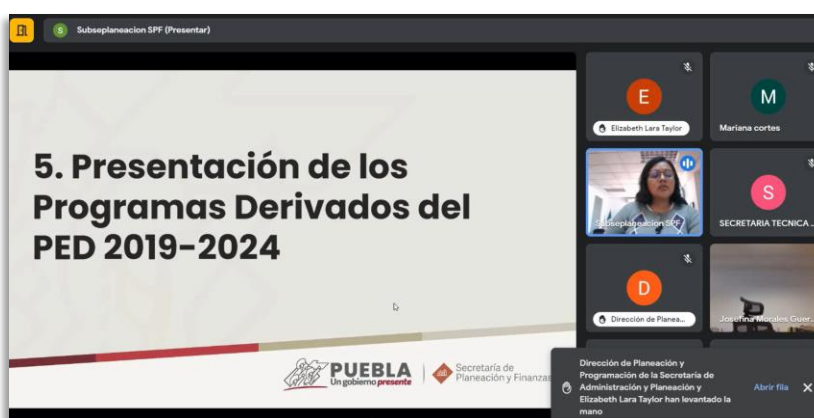 S
Subseplaneacion SPF (Presentar)
5. Presentación de los
Programas Derivados del
PED 2019-2024
PUEBLA
Un gobierno presente
Secretaría de
Planeación y Finanzas
E
Elizabeth Lara Taylor
M
Mariana cortes
Subseplaneacion SPF
S
SECRETARIA TECNICA ...
D
Dirección de Planea...
Josefina Morales Guer...
Dirección de Planeación y
Programación de la Secretaría de
Administración y Planeación y
Elizabeth Lara Taylor han levantado la
mano
Abrir fila